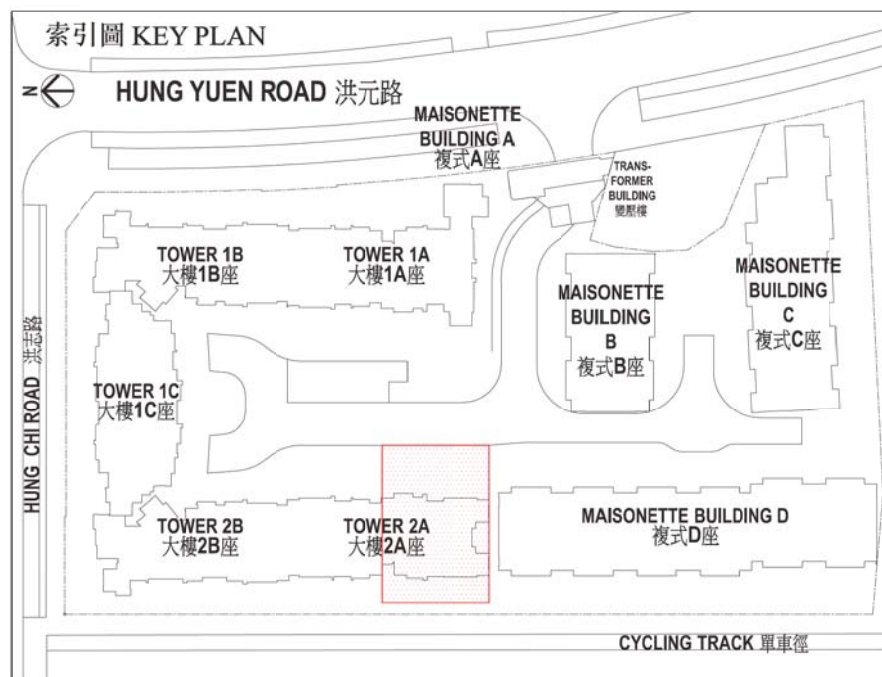 索引圖 KEY PLAN
N
HUNG YUEN ROAD 洪元路
MAISONETTE
BUILDING A
複式A座
TRANS-
FORMER
BUILDING
變壓樓
TOWER 1B
大樓1B座
TOWER 1A
大樓1A座
MAISONETTE
BUILDING
B
複式B座
MAISONETTE
BUILDING
C
複式C座
HUNG CHI ROAD 洪志路
TOWER 1C
大樓1C座
TOWER 2B
大樓2B座
TOWER 2A
大樓2A座
MAISONETTE BUILDING D
複式D座
CYCLING TRACK 單車徑